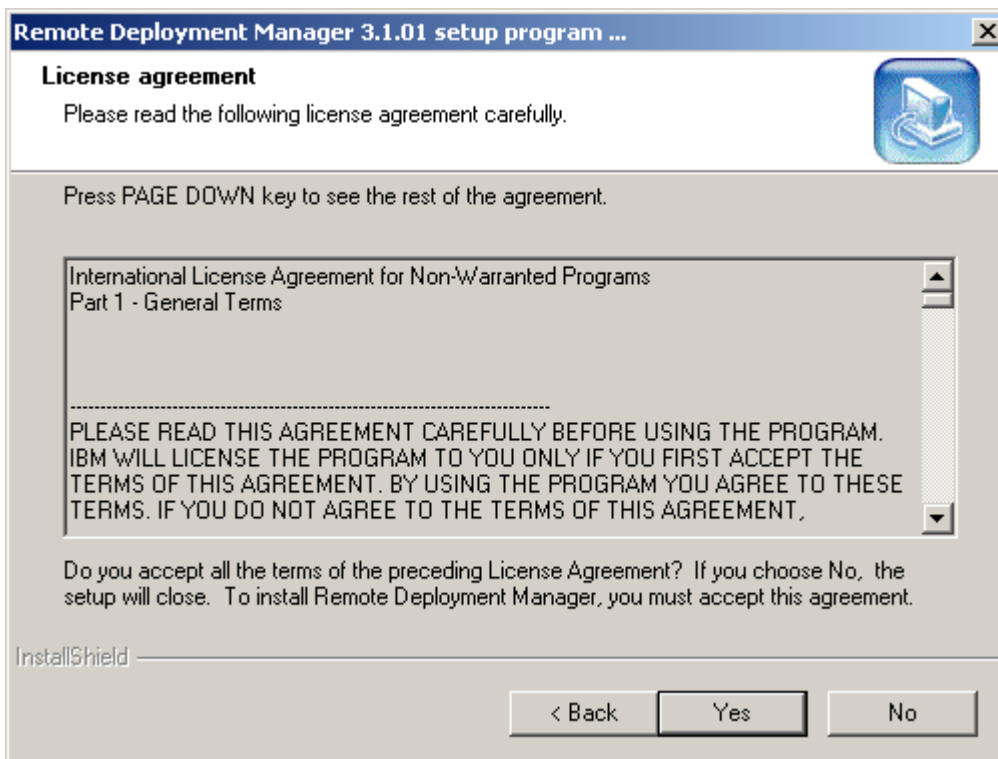 Remote Deployment Manager 3.1.01 setup program ...
License agreement
Please read the following license agreement carefully.
Press PAGE DOWN key to see the rest of the agreement.
International License Agreement for Non-Warranted Programs
Part 1 - General Terms
--------------------------------------------------------------------------------
PLEASE READ THIS AGREEMENT CAREFULLY BEFORE USING THE PROGRAM.
IBM WILL LICENSE THE PROGRAM TO YOU ONLY IF YOU FIRST ACCEPT THE
TERMS OF THIS AGREEMENT. BY USING THE PROGRAM YOU AGREE TO THESE
TERMS. IF YOU DO NOT AGREE TO THE TERMS OF THIS AGREEMENT,
Do you accept all the terms of the preceding License Agreement?  If you choose No,  the
setup will close.  To install Remote Deployment Manager, you must accept this agreement.
InstallShield
< Back
Yes
No